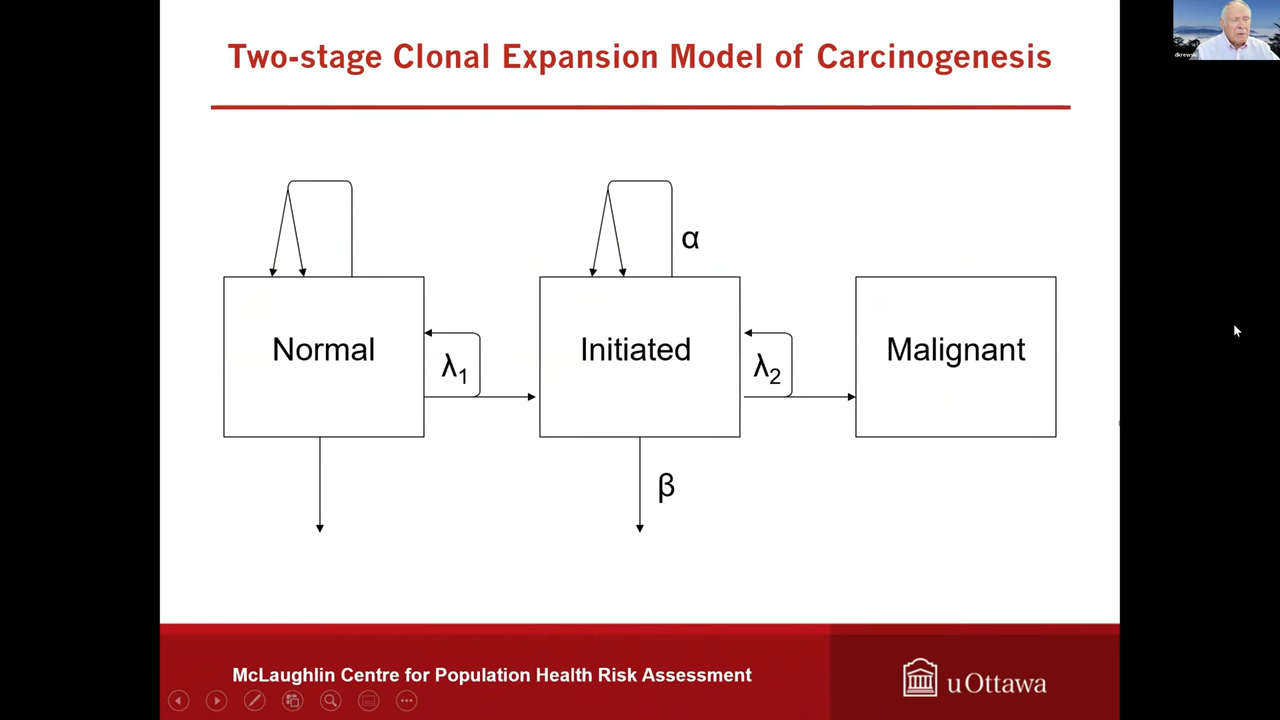 Two-stage Clonal Expansion Model of Carcinogenesis
α
Normal
λ1
Initiated
λ2
Malignant
β
McLaughlin Centre for Population Health Risk Assessment
uOttawa